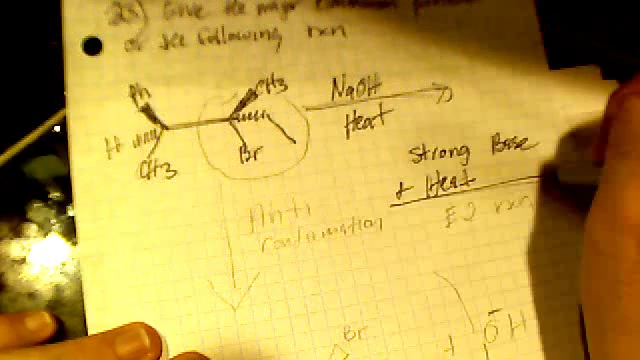 25) Give the major
of the following rxn
Ph
CH3
NaOH
Heat
H
CH3
Br
Strong Base
+ Heat
E2 rxn
Anti
Br
+ OH